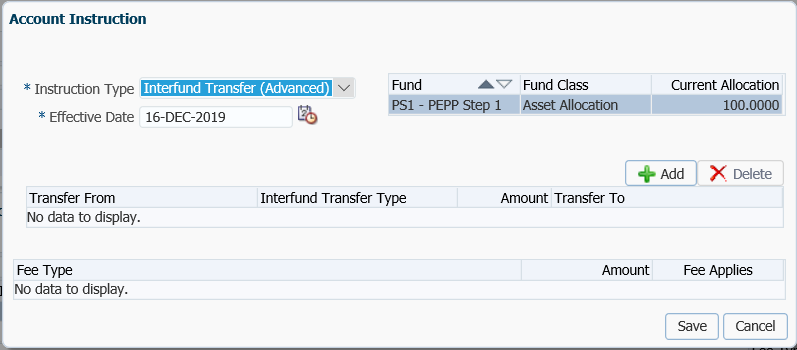 Account Instruction
* Instruction Type Interfund Transfer (Advanced)
* Effective Date 16-DEC-2019
Fund Fund Class Current Allocation
PS1 - PEPP Step 1 Asset Allocation 100.0000
Add Delete
Transfer From Interfund Transfer Type Amount Transfer To
No data to display.
Fee Type Amount Fee Applies
No data to display.
Save Cancel